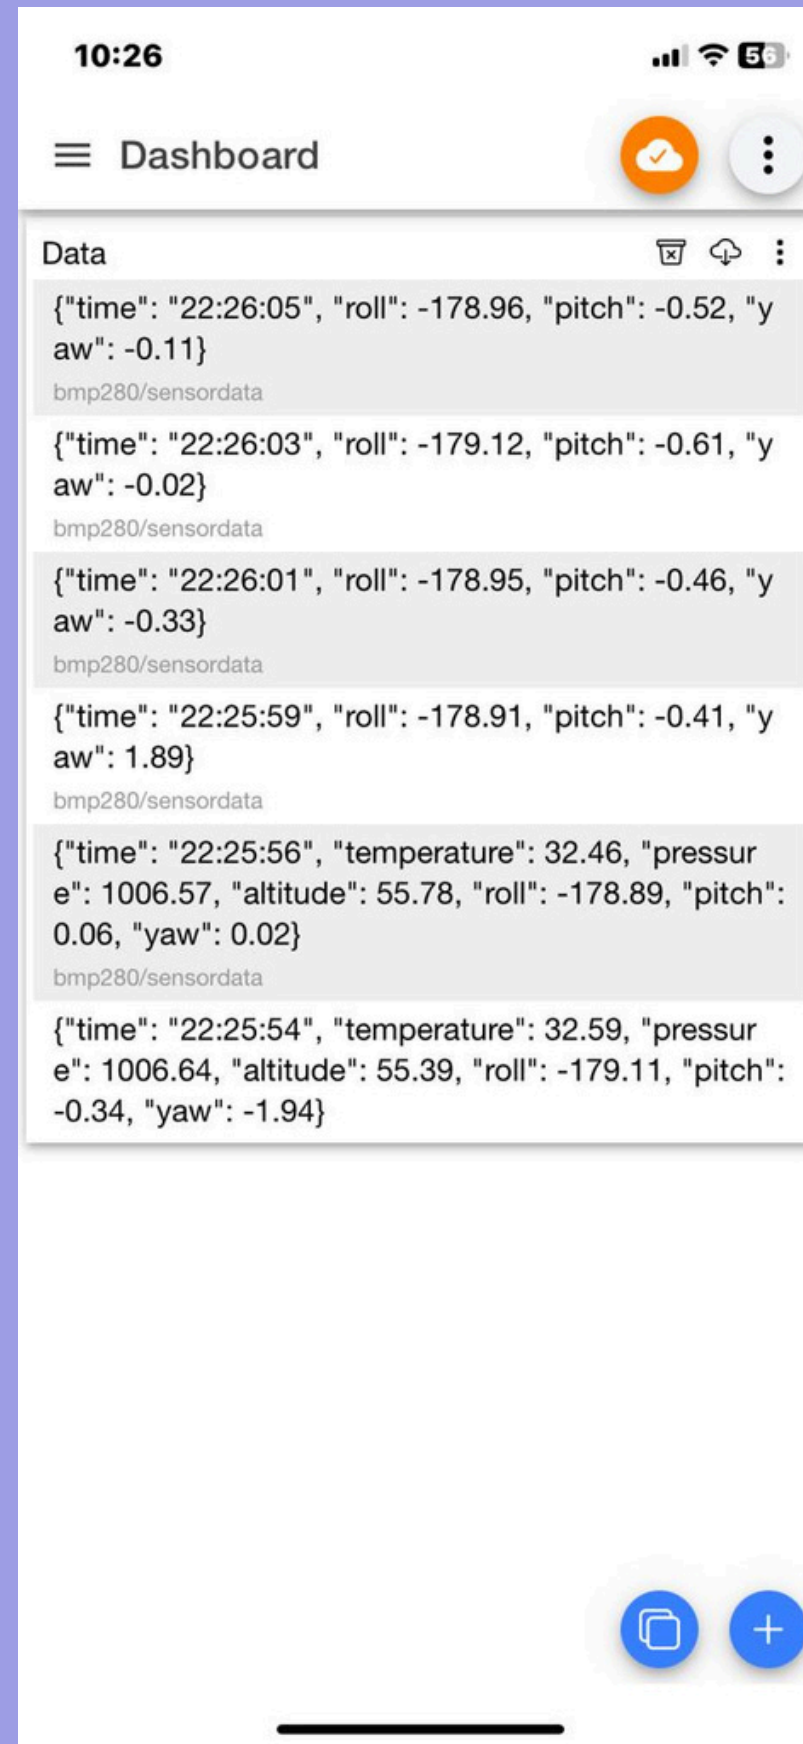 10:26
56
Dashboard
Data
{"time": "22:26:05", "roll": -178.96, "pitch": -0.52, "y
aw": -0.11}
bmp280/sensordata
{"time": "22:26:03", "roll": -179.12, "pitch": -0.61, "y
aw": -0.02}
bmp280/sensordata
{"time": "22:26:01", "roll": -178.95, "pitch": -0.46, "y
aw": -0.33}
bmp280/sensordata
{"time": "22:25:59", "roll": -178.91, "pitch": -0.41, "y
aw": 1.89}
bmp280/sensordata
{"time": "22:25:56", "temperature": 32.46, "pressur
e": 1006.57, "altitude": 55.78, "roll": -178.89, "pitch":
0.06, "yaw": 0.02}
bmp280/sensordata
{"time": "22:25:54", "temperature": 32.59, "pressur
e": 1006.64, "altitude": 55.39, "roll": -179.11, "pitch":
-0.34, "yaw": -1.94}